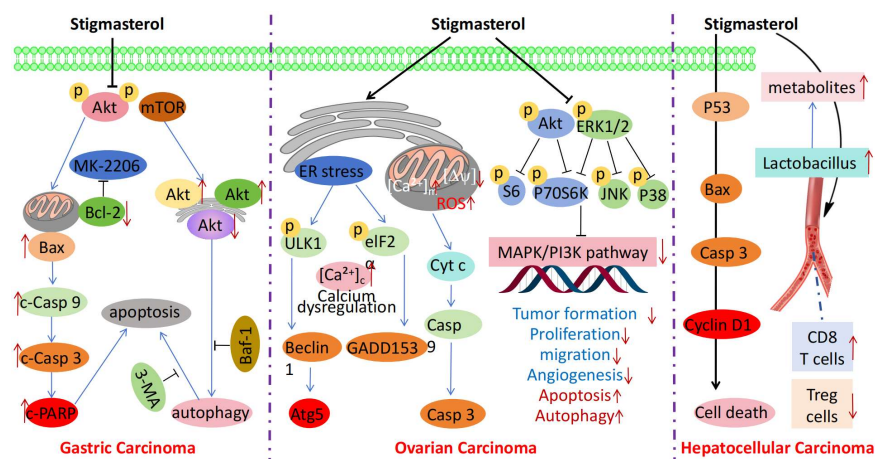 Stigmasterol
P
P
Akt
mTOR
MK-2206
Bcl-2
Akt
Akt
Akt
Bax
c-Casp 9
apoptosis
c-Casp 3
Baf-1
3-MA
c-PARP
autophagy
Gastric Carcinoma
Stigmasterol
P
Akt
P
ERK1/2
ER stress
[Ca²⁺]
[Δψ]
ROS
P
S6
P
P70S6K
P
JNK
P
P38
P
ULK1
P
eIF2
α
[Ca²⁺]c
Calcium
dysregulation
Cyt c
MAPK/PI3K pathway
Casp
9
Beclin
1
GADD153
Atg5
Casp 3
Tumor formation
Proliferation
migration
Angiogenesis
Apoptosis
Autophagy
Ovarian Carcinoma
Stigmasterol
P53
metabolites
Lactobacillus
Bax
Casp 3
Cyclin D1
CD8
T cells
Cell death
Treg
cells
Hepatocellular Carcinoma